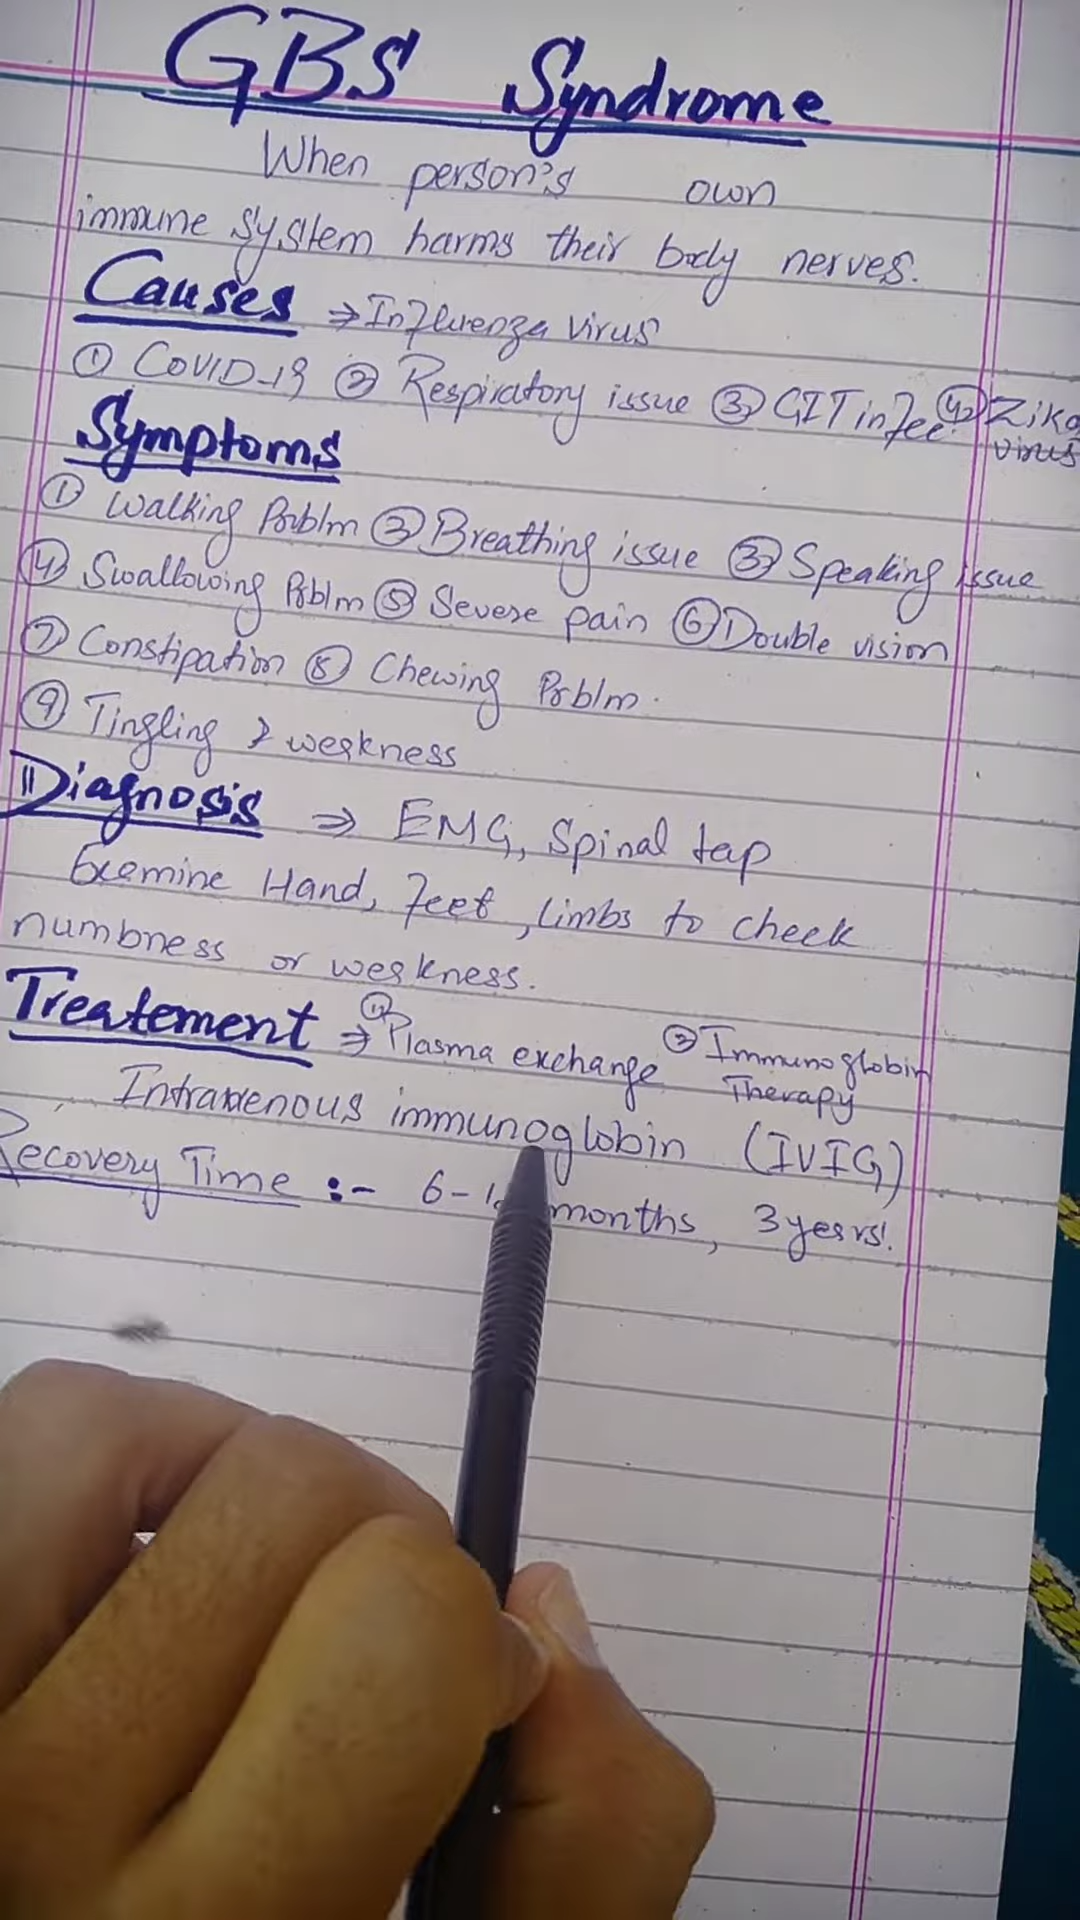 GBS Syndrome
When person's own
immune system harms their body nerves.
Causes ⇒ Influenza virus
① COVID-19 ② Respiratory issue ③ GIT infec. ④ Zika
virus
Symptoms
① Walking Porblm ② Breathing issue ③ Speaking issue
④ Swallowing Porblm ⑤ Severe pain ⑥ Double vision
⑦ Constipation ⑧ Chewing Porblm.
⑨ Tingling & weakness
Diagnosis ⇒ EMG, Spinal tap
Examine Hand, feet, limbs to check
numbness or weakness.
Treatement ⇒ ① Plasma exchange ② Immunoglobin
Therapy
Intravenous immunoglobin (IVIG)
Recovery Time :- 6- months, 3 years.